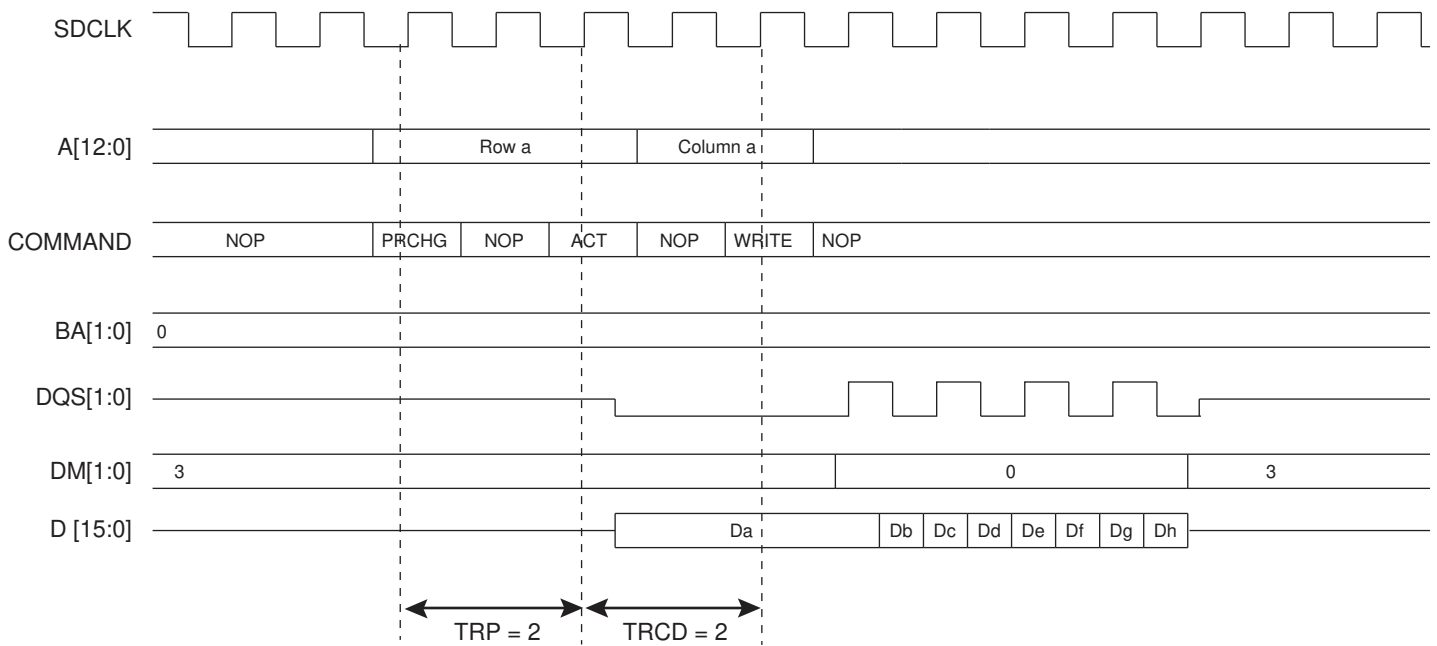 SDCLK
A[12:0] Row a Column a
COMMAND NOP PRCHG NOP ACT NOP WRITE NOP
BA[1:0] 0
DQS[1:0]
DM[1:0] 3 0 3
D [15:0] Da Db Dc Dd De Df Dg Dh
TRP = 2 TRCD = 2